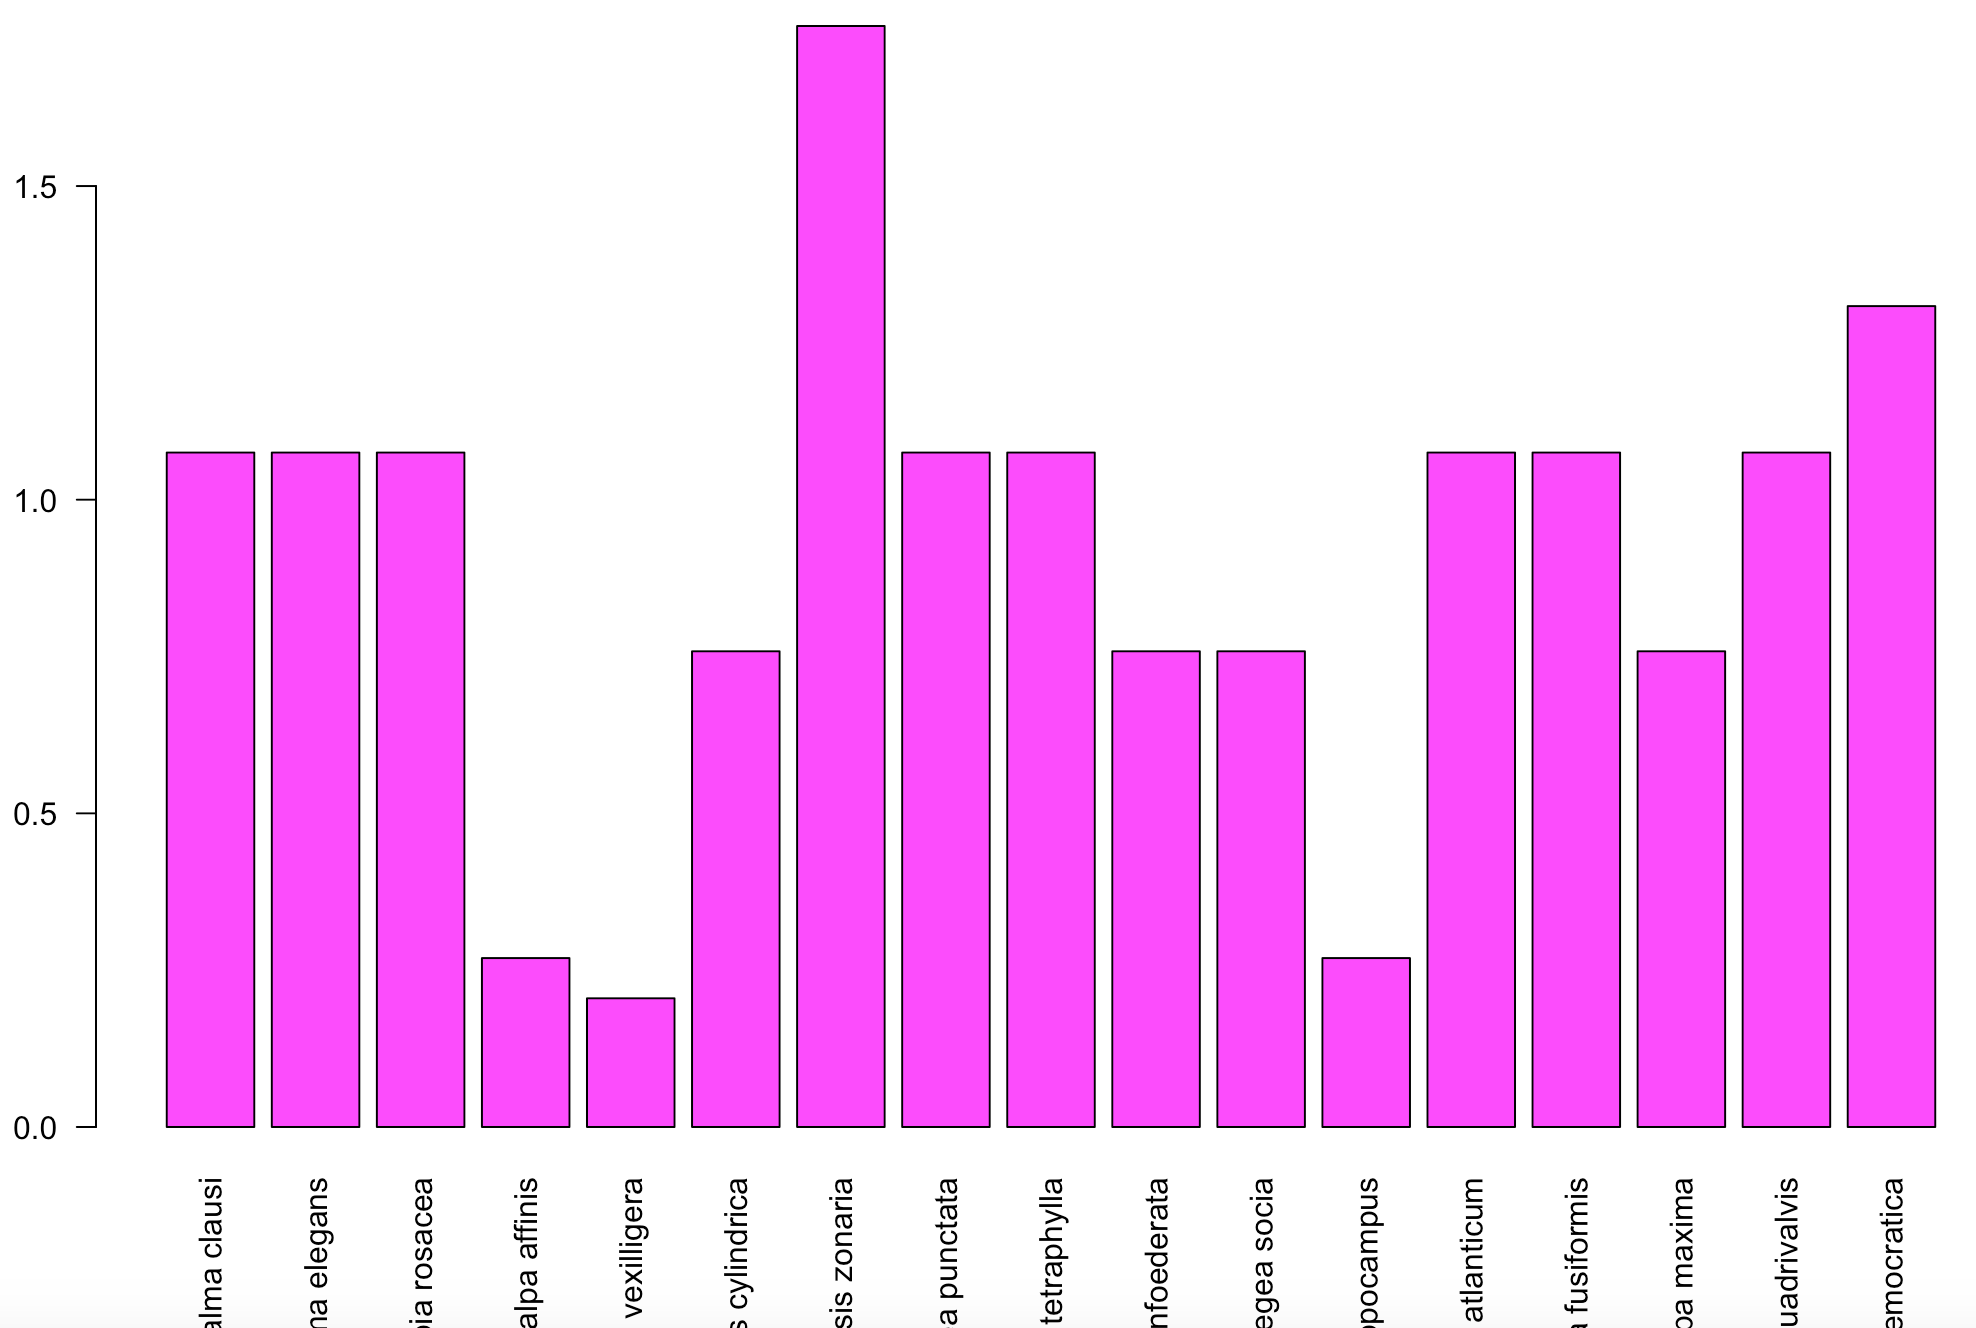 1.5
1.0
0.5
0.0
alma clausi
na elegans
bia rosacea
alpa affinis
vexilligera
s cylindrica
sis zonaria
a punctata
tetraphylla
nfoederata
egea socia
ppocampus
atlanticum
a fusiformis
pa maxima
uadrivalvis
emocratica